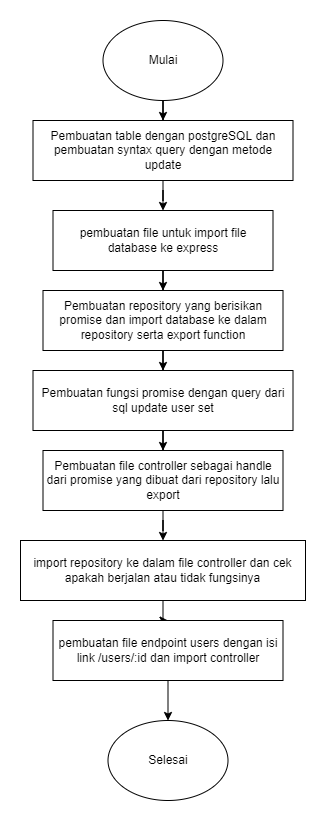 Mulai
Pembuatan table dengan postgreSQL dan
pembuatan syntax query dengan metode
update
pembuatan file untuk import file
database ke express
Pembuatan repository yang berisikan
promise dan import database ke dalam
repository serta export function
Pembuatan fungsi promise dengan query dari
sql update user set
Pembuatan file controller sebagai handle
dari promise yang dibuat dari repository lalu
export
import repository ke dalam file controller dan cek
apakah berjalan atau tidak fungsinya
pembuatan file endpoint users dengan isi
link /users/:id dan import controller
Selesai